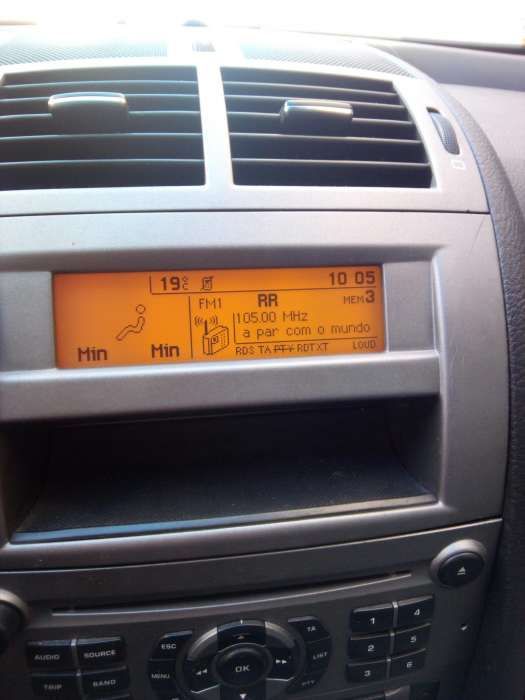 19°C 10 05
FM1 RR MEM3
105.00 MHz
a par com o mundo
Min Min
RDS TA PTY RDTXT LOUD
ESC TA 1 4
AUDIO SOURCE MENU OK LIST 2 5
TRIP BAND PTY 3 6